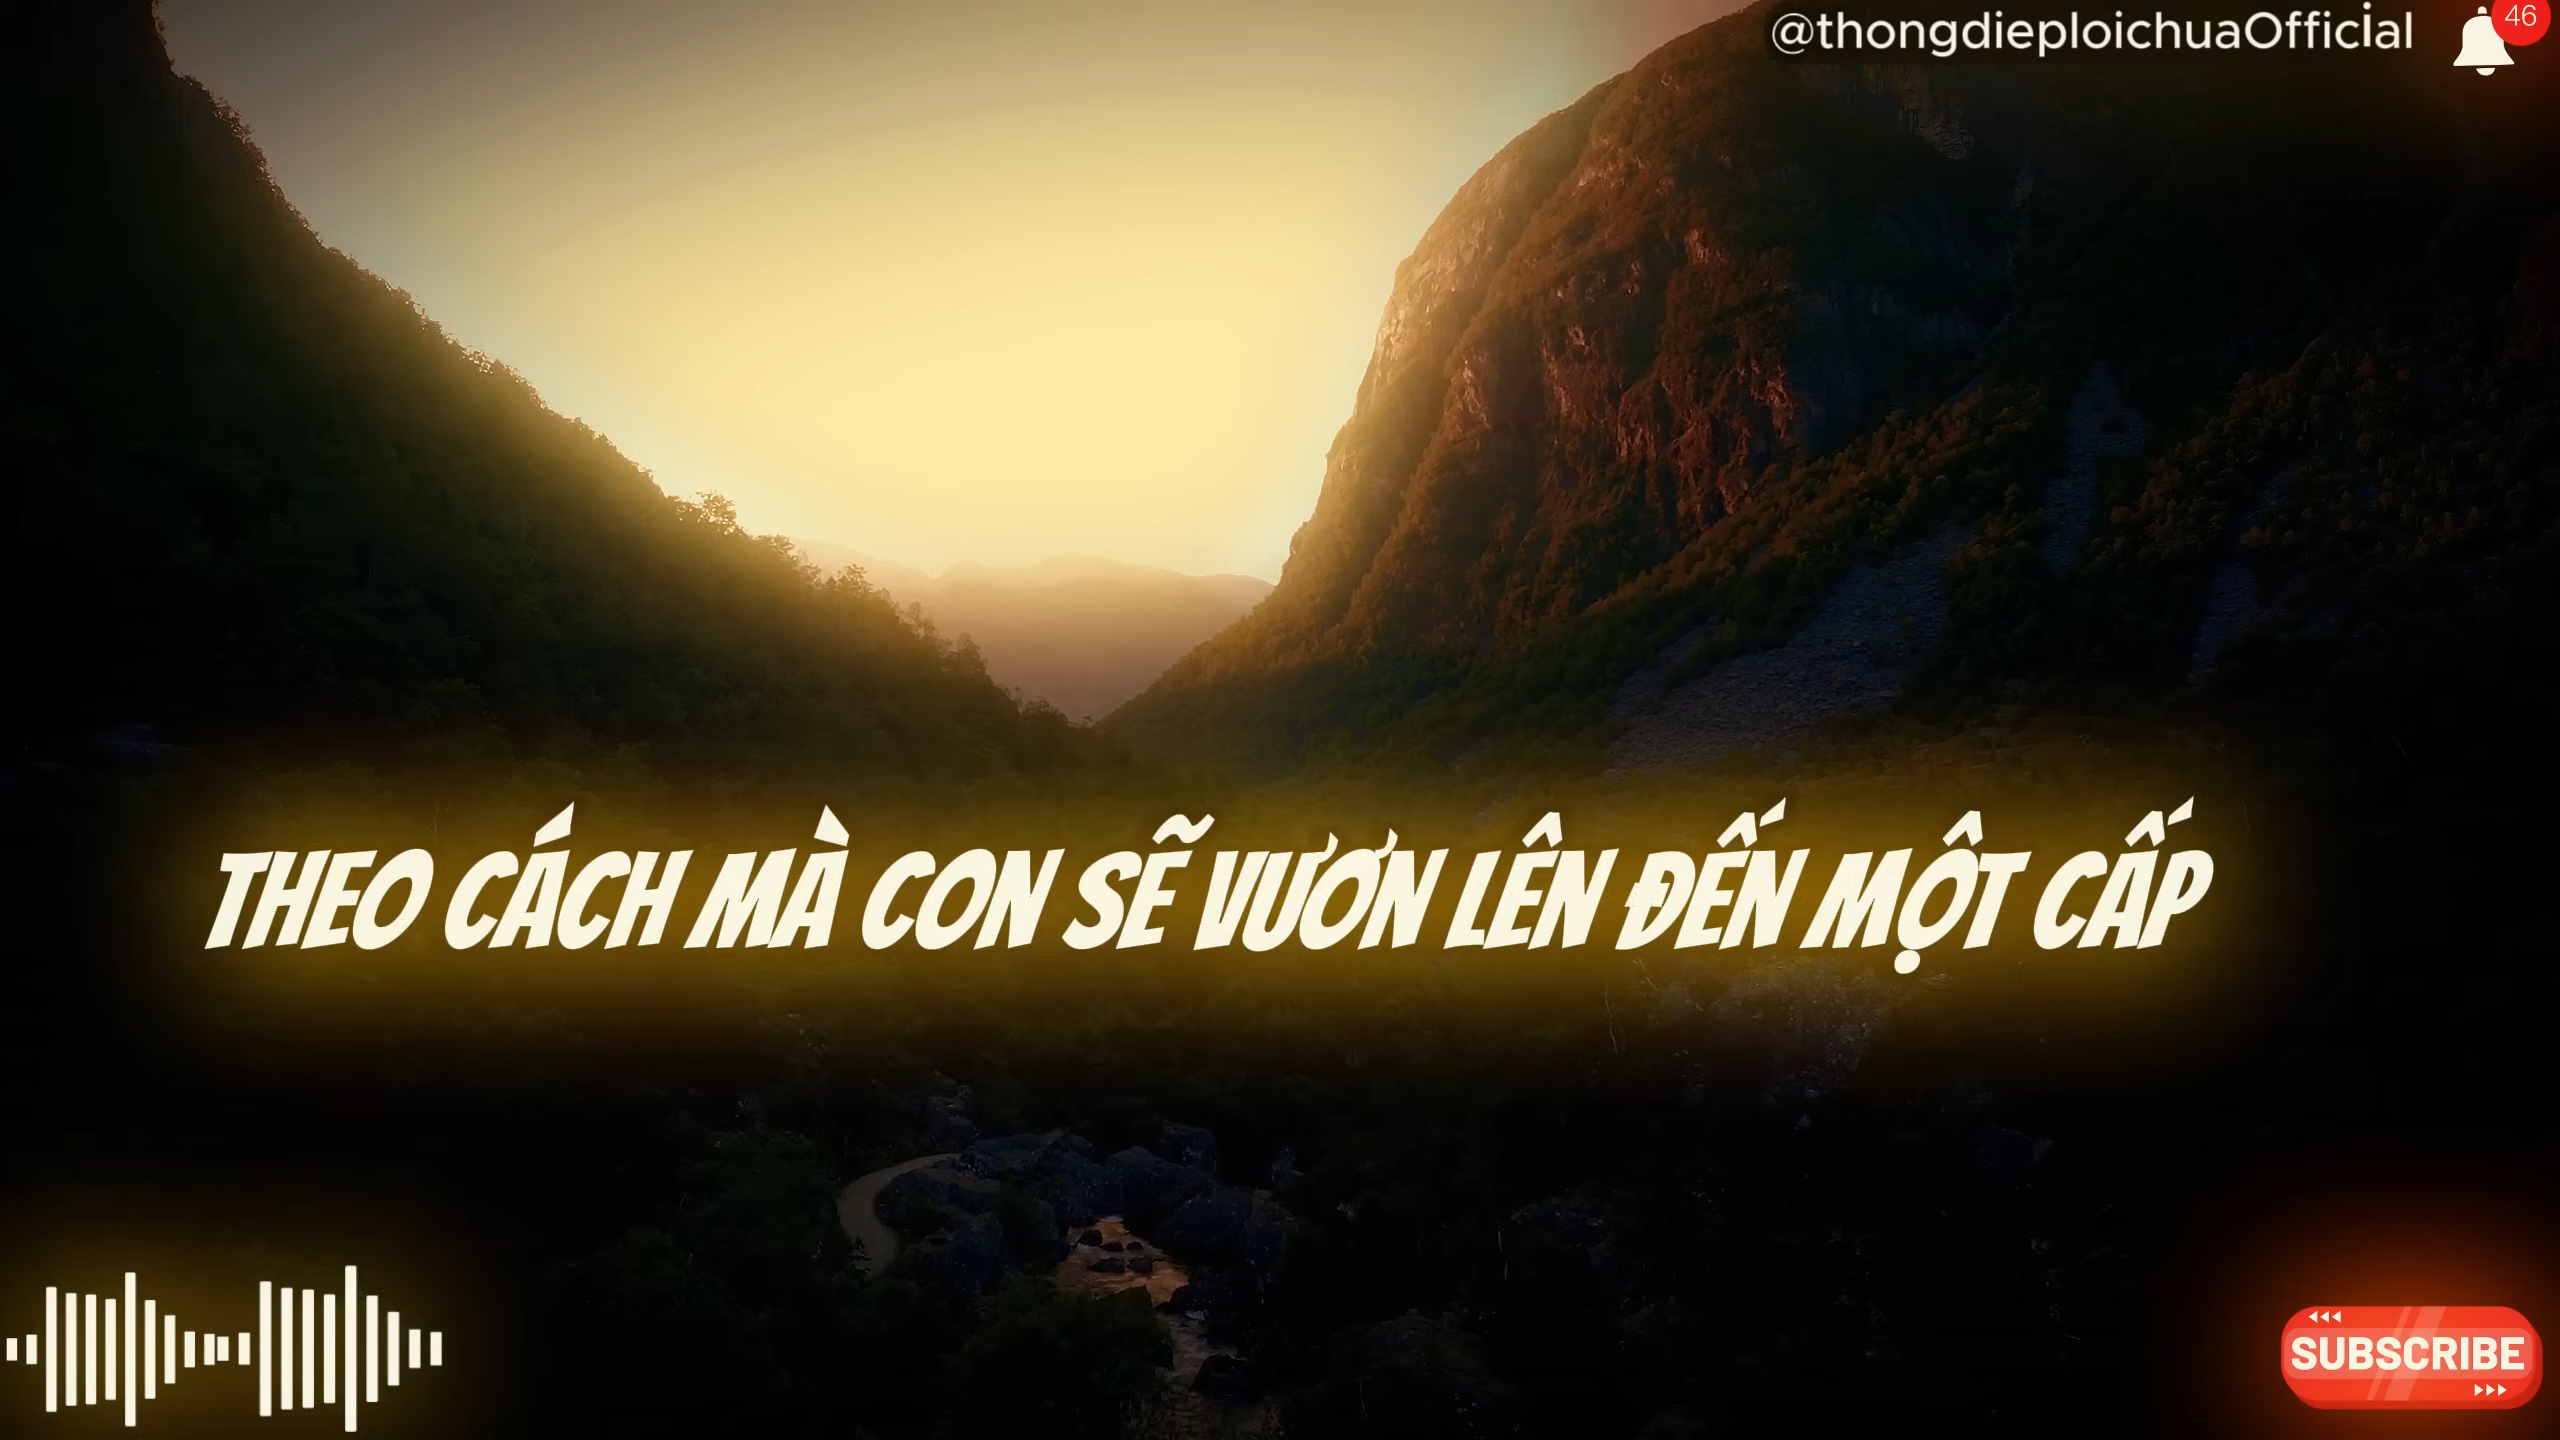 @thongdieploichuaOfficial
46
THEO CÁCH MÀ CON SẼ VƯƠN LÊN ĐẾN MỘT CẤP
SUBSCRIBE